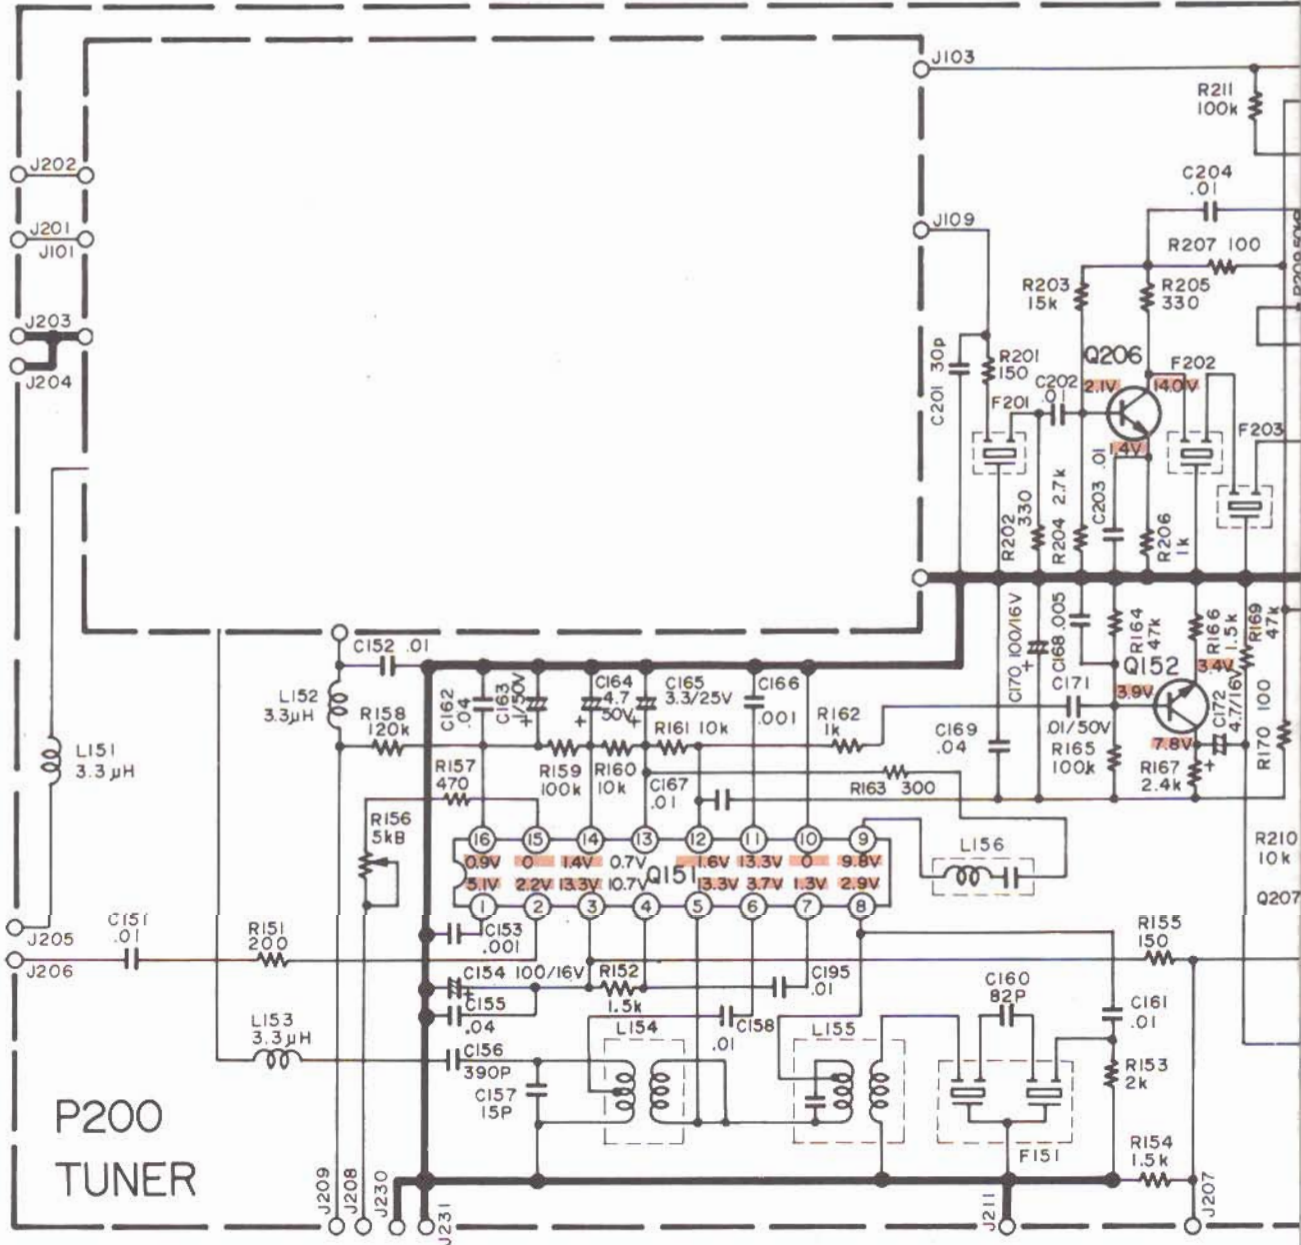 J103
R211
100k
J202
C204
.01
J201
J101
J109
R207 100
R203
15k
R205
330
R209 50kB
J203
J204
C201 30P
R201
150
Q206
F202
2.1V
14.0V
C202
.01
F201
F203
1.4V
R202
330
R204 2.7k
C203 .01
R206
1k
C152 .01
C170 100/16V
+
C168 .005
R164
47k
R166
1.5k
R169
47k
Q152
3.4V
L152
3.3μH
C162
.04
C163
1/50V
+
C164
4.7
50V
+
C165
3.3/25V
+
C166
.001
C171
.01/50V
3.9V
C172
4.7/16V
+
R170 100
R158
120k
R161 10k
R162
1k
C169
.04
7.8V
L151
3.3μH
R157
470
R159
100k
R160
10k
C167
.01
R163 300
R165
100k
R167
2.4k
R156
5kB
16 15 14 13 12 11 10 9
0.9V 0 1.4V 0.7V 1.6V 13.3V 0 9.8V
Q151
5.1V 2.2V 13.3V 10.7V 13.3V 3.7V 1.3V 2.9V
1 2 3 4 5 6 7 8
L156
R210
10k
Q207
J205
C151
.01
R151
200
C153
.001
R155
150
J206
C154 100/16V
+
R152
1.5k
C195
.01
C160
82P
C155
.04
C161
.01
L153
3.3μH
L154
C158
.01
L155
C156
390P
C157
15P
R153
2k
P200
TUNER
F151
R154
1.5k
J209
J208
J230
J231
J211
J207